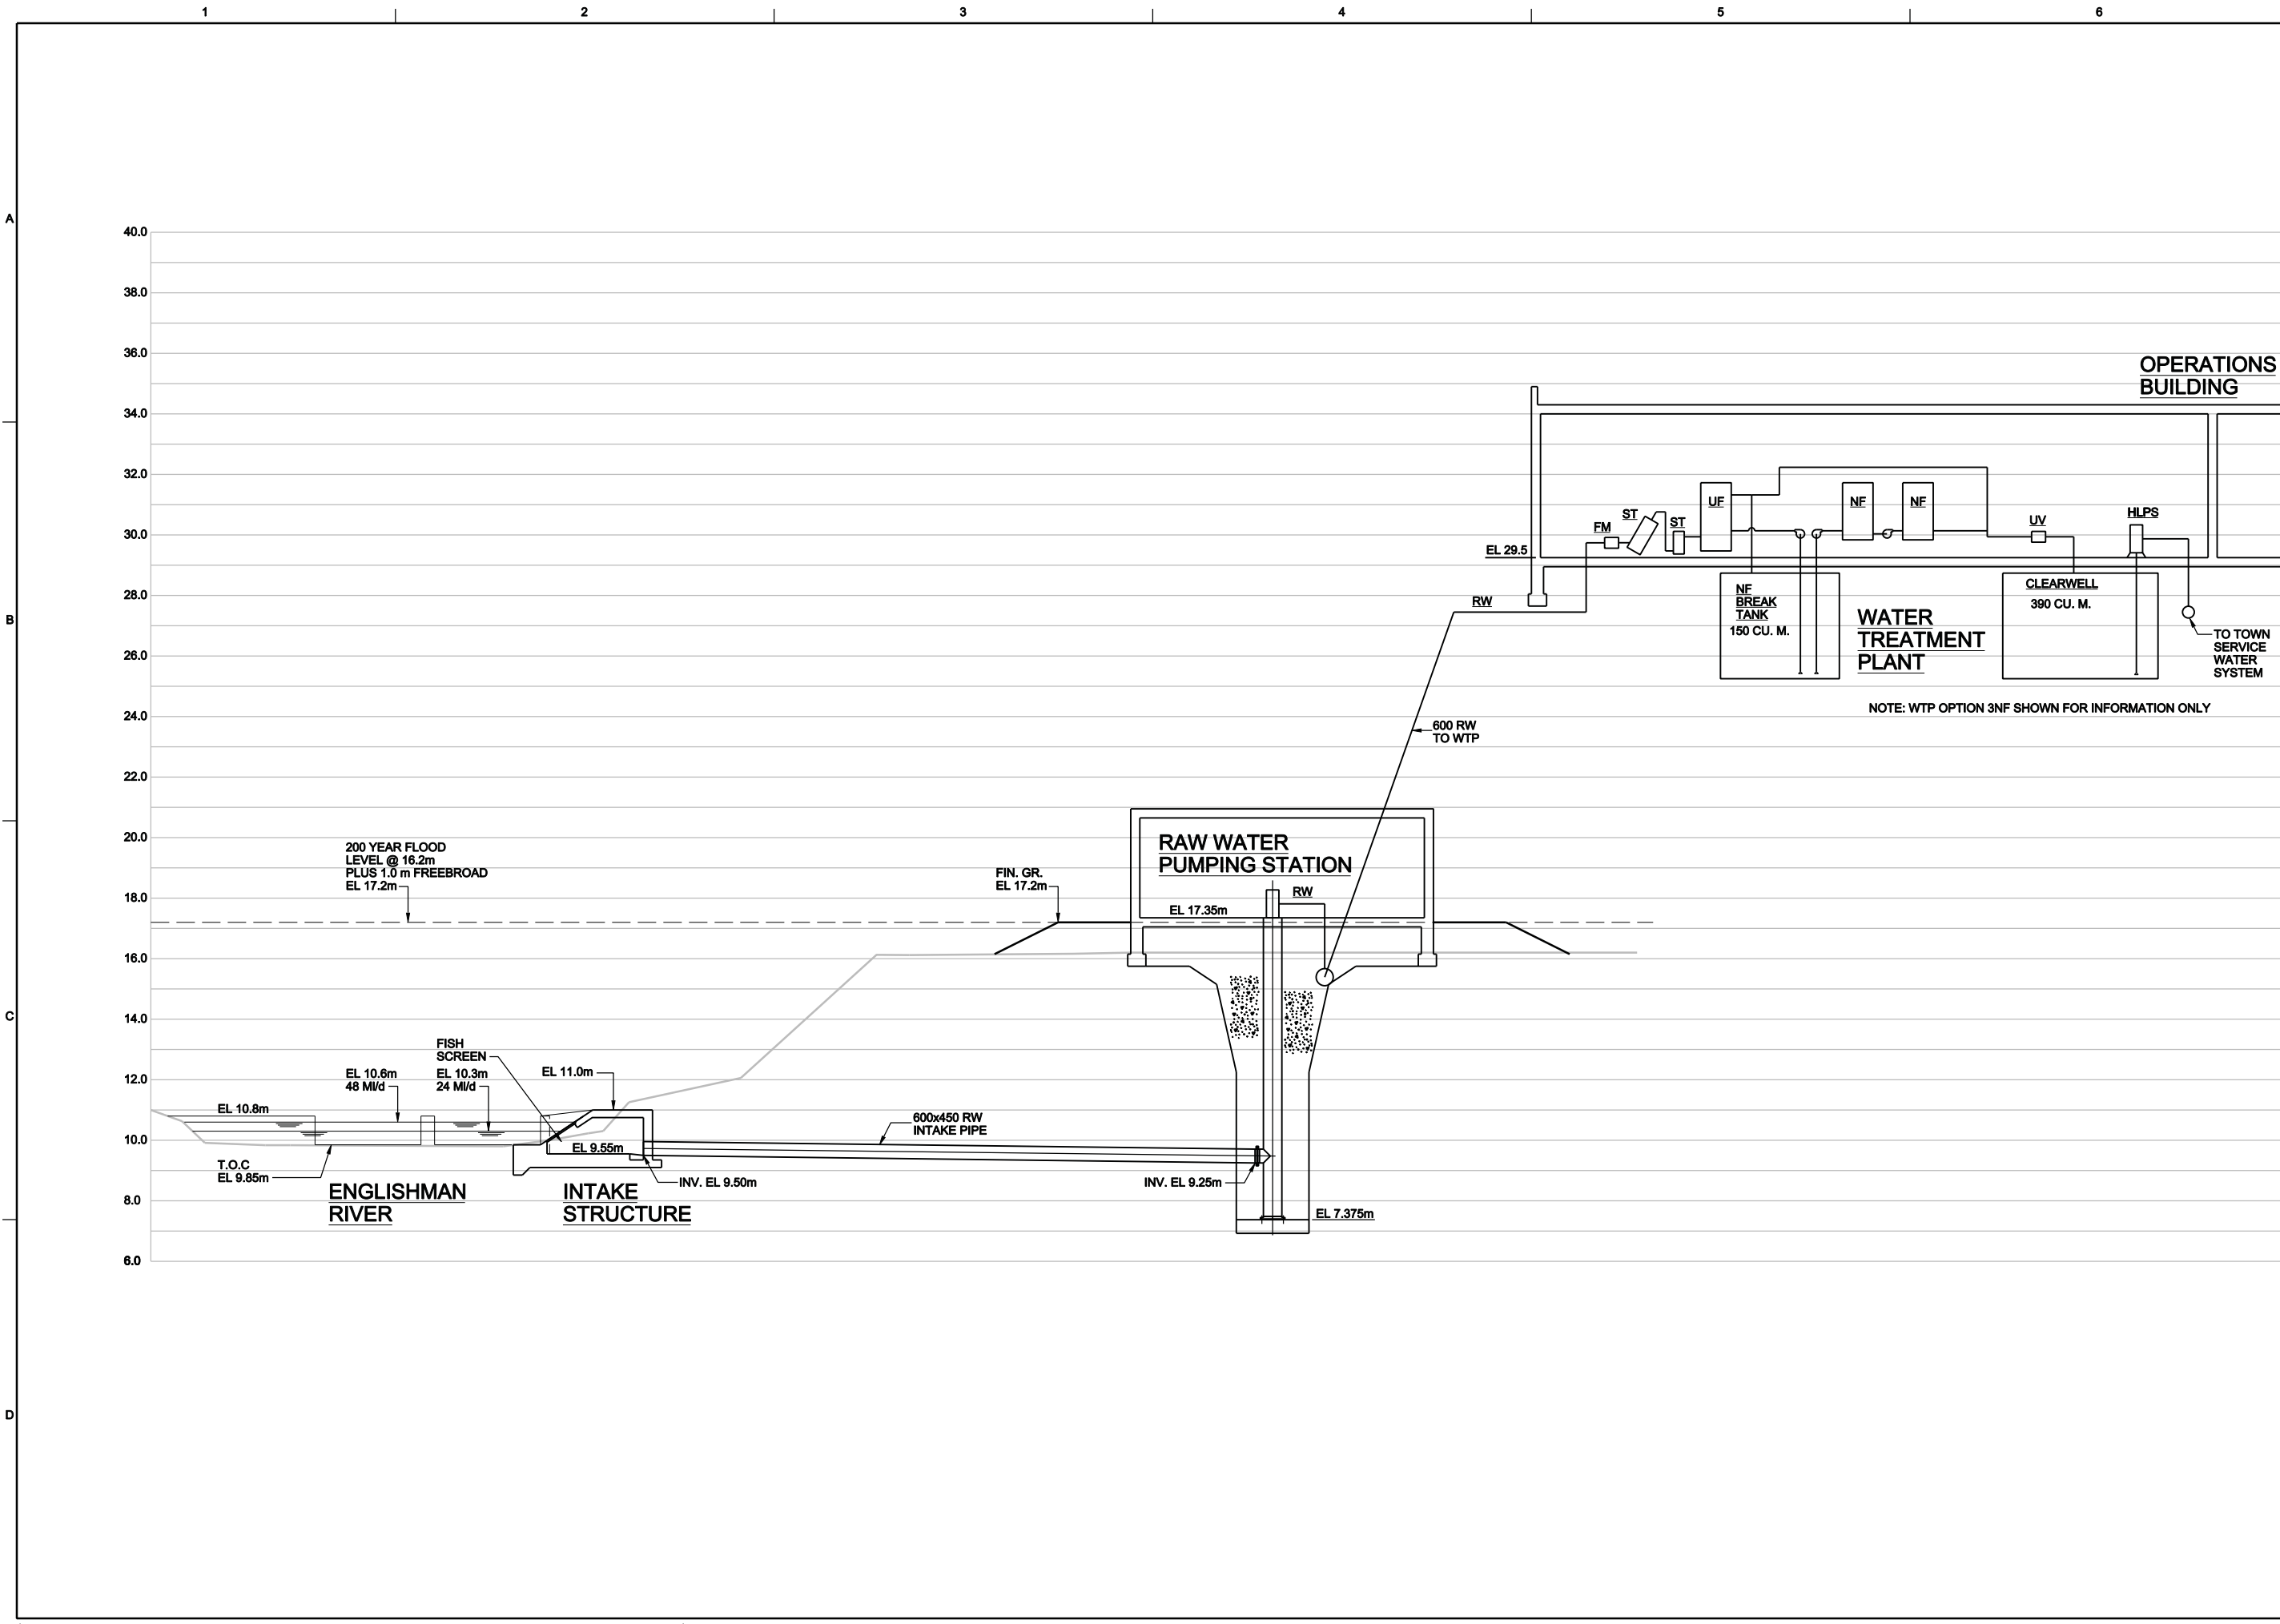 1 2 3 4 5 6
A
40.0
38.0
36.0
OPERATIONS
BUILDING
34.0
32.0
UF
NF
NF
ST
ST
FM
UV
HLPS
30.0
EL 29.5
28.0
RW
NF
BREAK
TANK
150 CU. M.
CLEARWELL
390 CU. M.
B
WATER
TREATMENT
PLANT
TO TOWN
SERVICE
WATER
SYSTEM
26.0
NOTE: WTP OPTION 3NF SHOWN FOR INFORMATION ONLY
24.0
600 RW
TO WTP
22.0
20.0
200 YEAR FLOOD
LEVEL @ 16.2m
PLUS 1.0 m FREEBROAD
EL 17.2m
RAW WATER
PUMPING STATION
FIN. GR.
EL 17.2m
RW
18.0
EL 17.35m
16.0
C
14.0
FISH
SCREEN
12.0
EL 10.6m
48 Ml/d
EL 10.3m
24 Ml/d
EL 11.0m
EL 10.8m
600x450 RW
INTAKE PIPE
10.0
EL 9.55m
T.O.C
EL 9.85m
INV. EL 9.50m
INV. EL 9.25m
ENGLISHMAN
RIVER
INTAKE
STRUCTURE
8.0
EL 7.375m
6.0
D